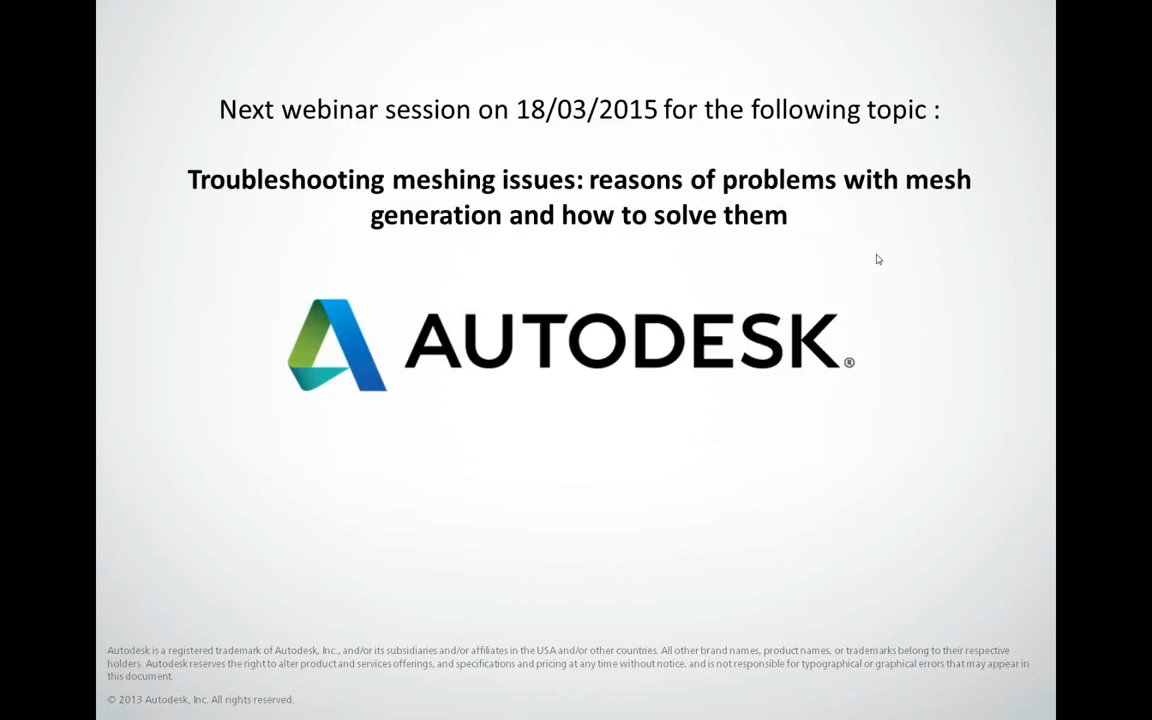 Next webinar session on 18/03/2015 for the following topic :
Troubleshooting meshing issues: reasons of problems with mesh
generation and how to solve them
AUTODESK®
Autodesk is a registered trademark of Autodesk, Inc., and/or its subsidiaries and/or affiliates in the USA and/or other countries. All other brand names, product names, or trademarks belong to their respective
holders. Autodesk reserves the right to alter product and services offerings, and specifications and pricing at any time without notice, and is not responsible for typographical or graphical errors that may appear in
this document.
© 2013 Autodesk, Inc. All rights reserved.